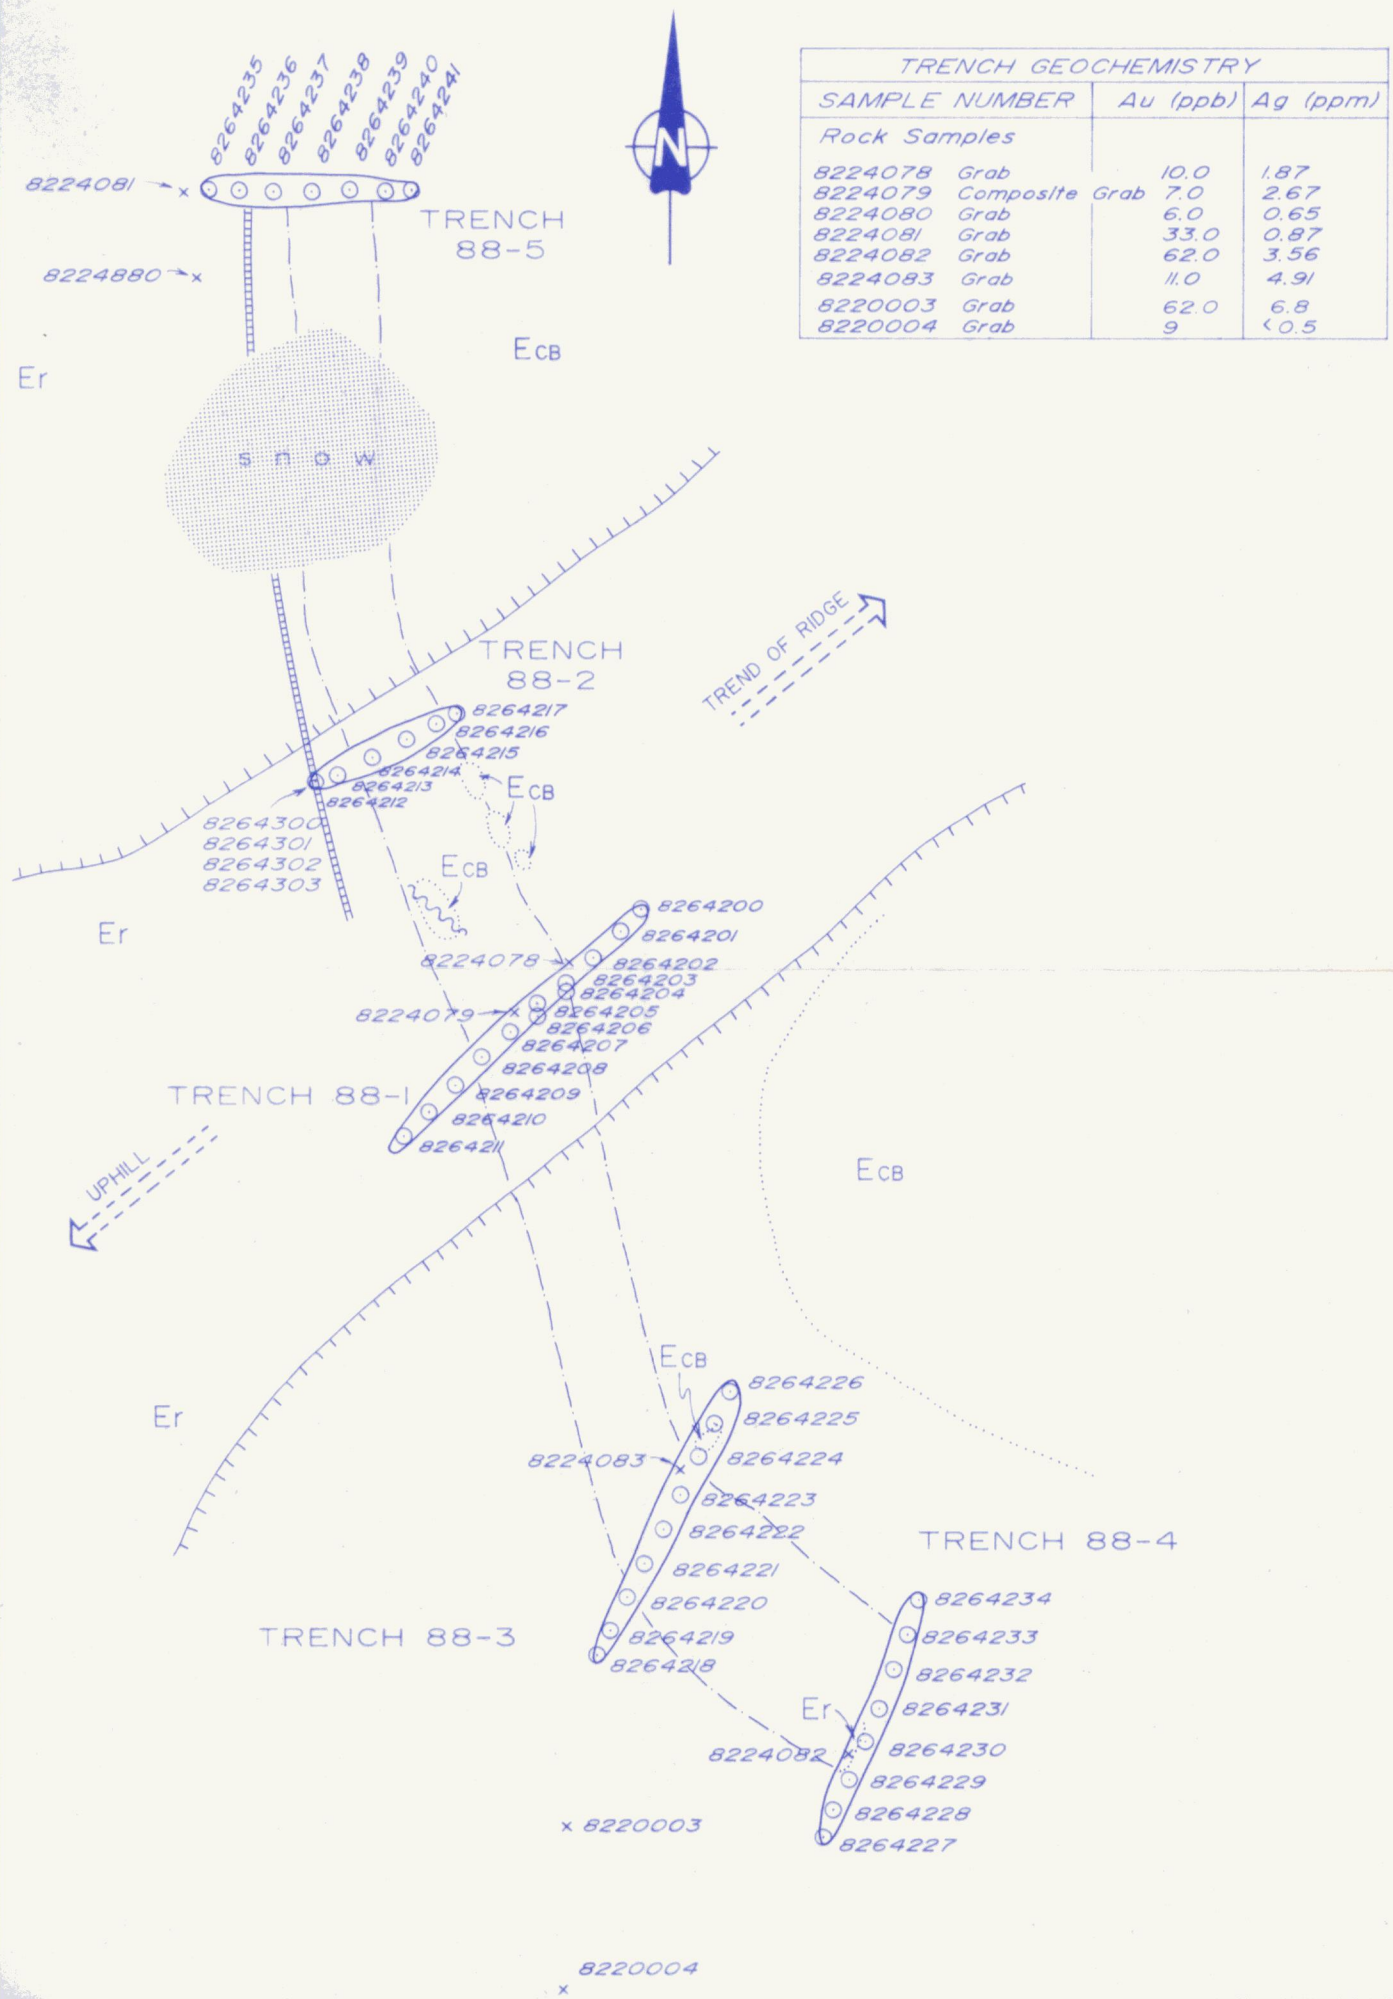 8264235
8264236
8264237
8264238
8264239
8264240
8264241
8224081
TRENCH
88-5
8224880
N
TRENCH GEOCHEMISTRY
SAMPLE NUMBER Au (ppb) Ag (ppm)
Rock Samples
8224078 Grab 10.0 1.87
8224079 Composite Grab 7.0 2.67
8224080 Grab 6.0 0.65
8224081 Grab 33.0 0.87
8224082 Grab 62.0 3.56
8224083 Grab 11.0 4.91
8220003 Grab 62.0 6.8
8220004 Grab 9 <0.5
ECB
Er
snow
TREND OF RIDGE
TRENCH
88-2
8264217
8264216
8264215
8264214
8264213
8264212
ECB
8264300
8264301
8264302
8264303
ECB
Er
8264200
8264201
8224078
8264202
8264203
8264204
8224079
8264205
8264206
8264207
8264208
TRENCH 88-1
8264209
8264210
8264211
UPHILL
ECB
ECB
8264226
Er
8264225
8224083
8264224
8264223
8264222
TRENCH 88-4
8264221
8264220
8264234
TRENCH 88-3
8264219
8264233
8264218
8264232
Er
8264231
8224082
8264230
8264229
8264228
8220003
8264227
8220004